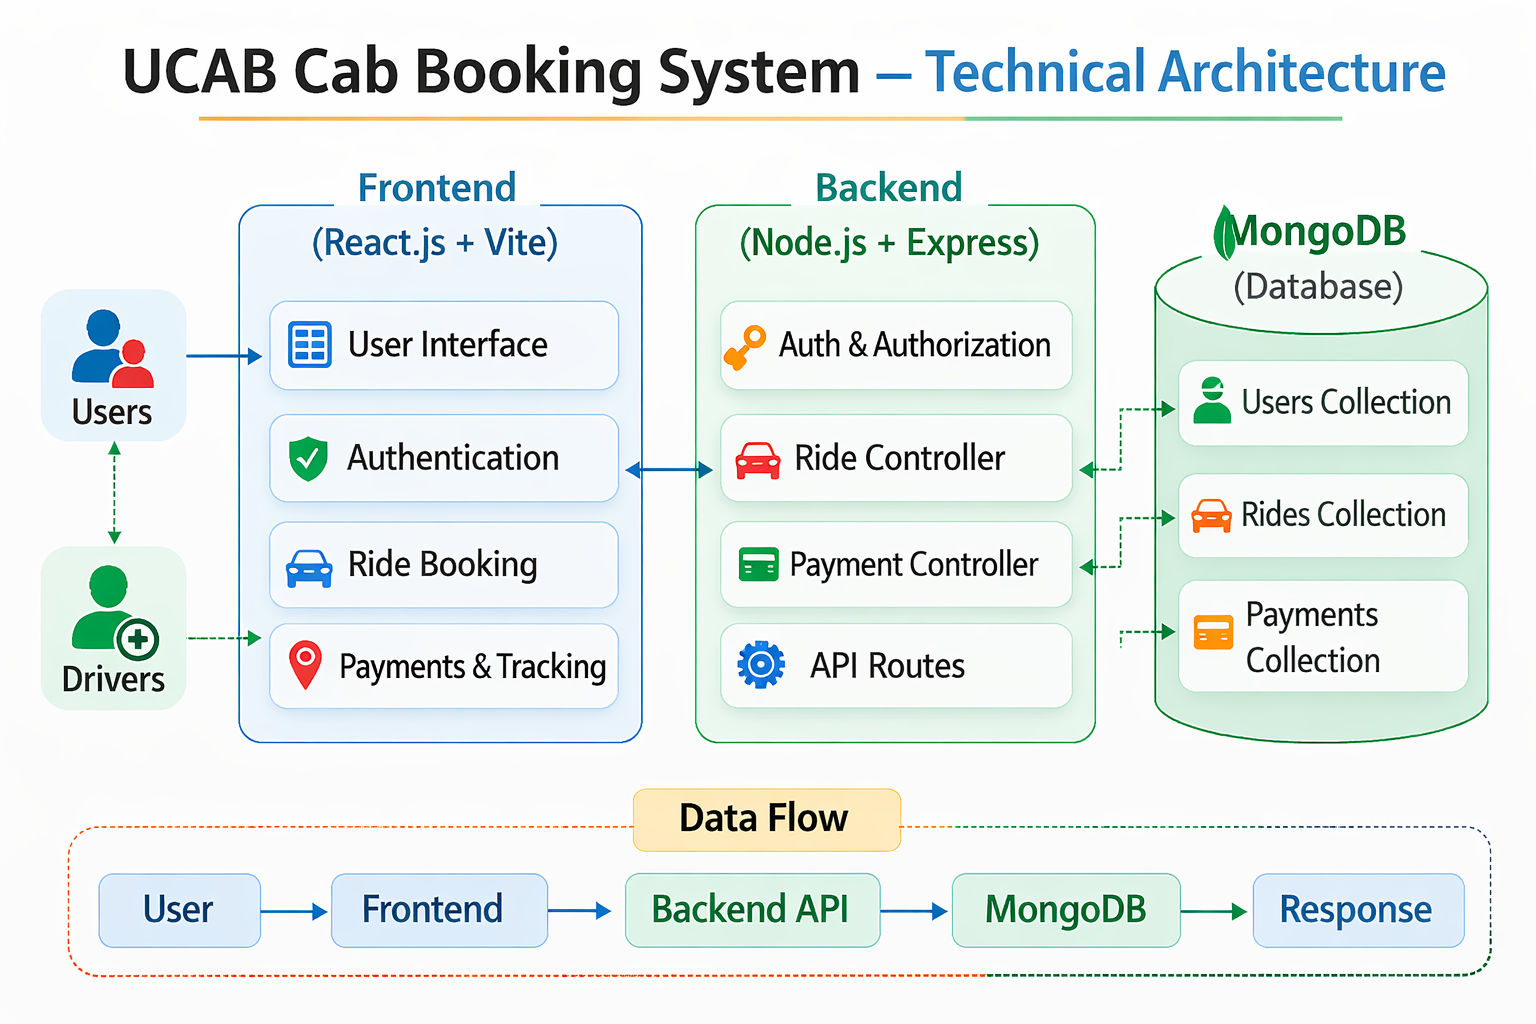 UCAB Cab Booking System – Technical Architecture
Frontend
(React.js + Vite)
User Interface
Authentication
Ride Booking
Payments & Tracking
Users
Drivers
Backend
(Node.js + Express)
Auth & Authorization
Ride Controller
Payment Controller
API Routes
MongoDB
(Database)
Users Collection
Rides Collection
Payments
Collection
Data Flow
User
Frontend
Backend API
MongoDB
Response